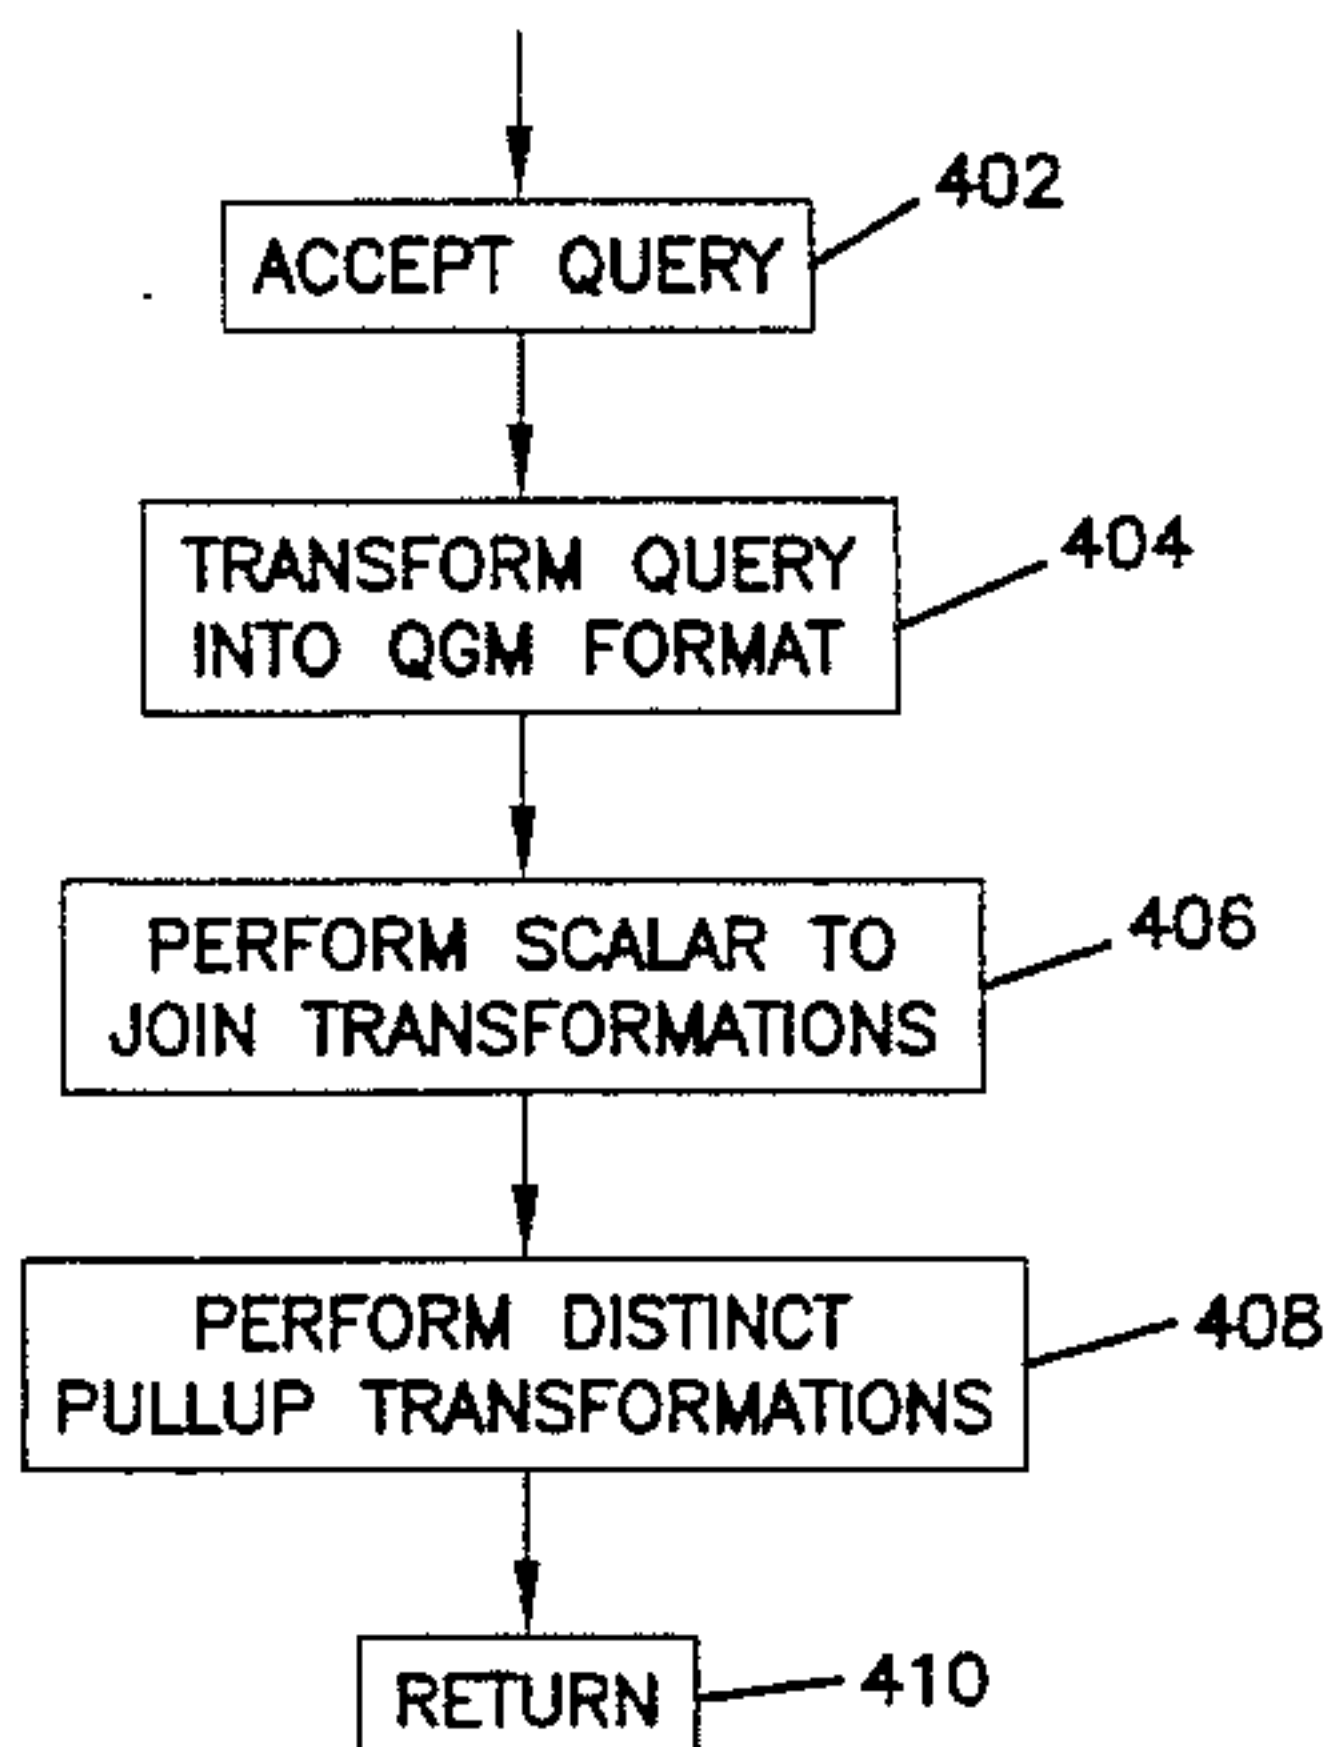 402
ACCEPT QUERY
404
TRANSFORM QUERY
INTO QGM FORMAT
406
PERFORM SCALAR TO
JOIN TRANSFORMATIONS
408
PERFORM DISTINCT
PULLUP TRANSFORMATIONS
410
RETURN